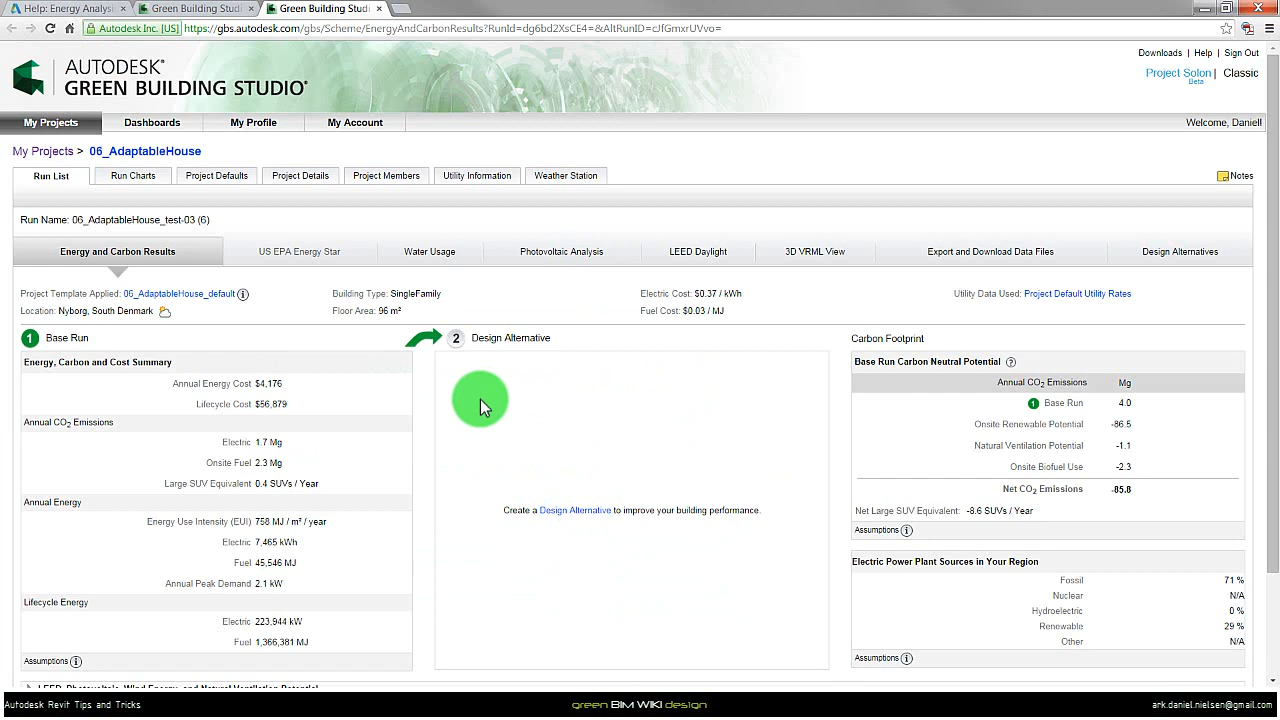 Help: Energy Analysi × Green Building Studi × Green Building Studi ×
Autodesk Inc. [US] https://gbs.autodesk.com/gbs/Scheme/EnergyAndCarbonResults?RunId=dg6bd2XsCE4=&AltRunID=cJfGmxrUVvo=
Downloads | Help | Sign Out
AUTODESK®
GREEN BUILDING STUDIO®
Project Solon | Classic
Beta
My Projects Dashboards My Profile My Account Welcome, Daniel!
My Projects > 06_AdaptableHouse
Run List Run Charts Project Defaults Project Details Project Members Utility Information Weather Station Notes
Run Name: 06_AdaptableHouse_test-03 (6)
Energy and Carbon Results US EPA Energy Star Water Usage Photovoltaic Analysis LEED Daylight 3D VRML View Export and Download Data Files Design Alternatives
Project Template Applied: 06_AdaptableHouse_default Building Type: SingleFamily Electric Cost: $0.37 / kWh Utility Data Used: Project Default Utility Rates
Location: Nyborg, South Denmark Floor Area: 96 m² Fuel Cost: $0.03 / MJ
1 Base Run 2 Design Alternative Carbon Footprint
Energy, Carbon and Cost Summary
Annual Energy Cost $4,176
Lifecycle Cost $56,879
Annual CO2 Emissions
Electric 1.7 Mg
Onsite Fuel 2.3 Mg
Large SUV Equivalent 0.4 SUVs / Year
Annual Energy
Energy Use Intensity (EUI) 758 MJ / m² / year
Electric 7,465 kWh
Fuel 45,546 MJ
Annual Peak Demand 2.1 kW
Lifecycle Energy
Electric 223,944 kW
Fuel 1,366,381 MJ
Assumptions
Create a Design Alternative to improve your building performance.
Base Run Carbon Neutral Potential
Annual CO2 Emissions Mg
1 Base Run 4.0
Onsite Renewable Potential -86.5
Natural Ventilation Potential -1.1
Onsite Biofuel Use -2.3
Net CO2 Emissions -85.8
Net Large SUV Equivalent: -8.6 SUVs / Year
Assumptions
Electric Power Plant Sources in Your Region
Fossil 71 %
Nuclear N/A
Hydroelectric 0 %
Renewable 29 %
Other N/A
Assumptions
LEED, Photovoltaic, Wind Energy, and Natural Ventilation Potential
Autodesk Revit Tips and Tricks green BIM WIKI design ark.daniel.nielsen@gmail.com